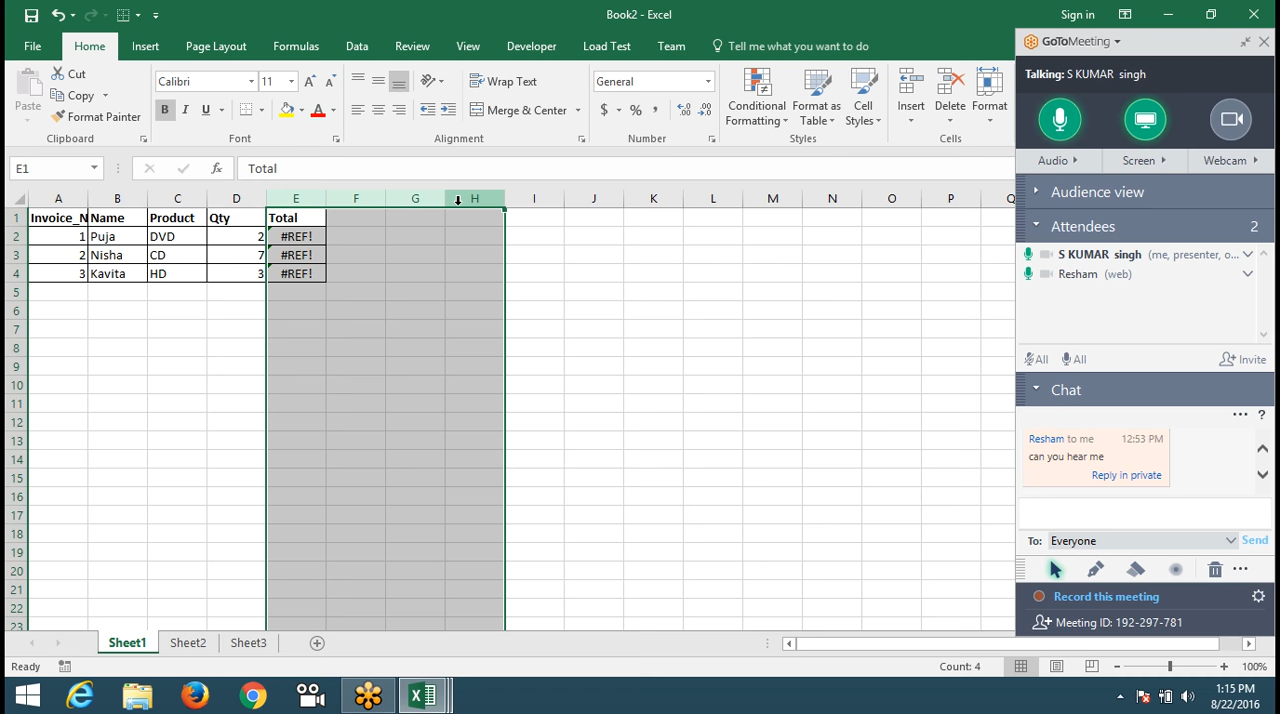 Book2 - Excel
Sign in
File Home Insert Page Layout Formulas Data Review View Developer Load Test Team Tell me what you want to do
Paste
Cut
Copy
Format Painter
Calibri 11
B I U
Wrap Text
Merge & Center
General
$ % ,
Conditional Formatting
Format as Table
Cell Styles
Insert Delete Format
Clipboard Font Alignment Number Styles Cells
E1 fx Total
A B C D E F G H I J K L M N O P Q
1 Invoice_N Name Product Qty Total
2 1 Puja DVD 2 #REF!
3 2 Nisha CD 7 #REF!
4 3 Kavita HD 3 #REF!
5
6
7
8
9
10
11
12
13
14
15
16
17
18
19
20
21
22
23
Sheet1 Sheet2 Sheet3
Ready Count: 4 100%
GoToMeeting
Talking: S KUMAR singh
Audio Screen Webcam
Audience view
Attendees 2
S KUMAR singh (me, presenter, o...
Resham (web)
All All Invite
Chat
Resham to me 12:53 PM
can you hear me
Reply in private
To: Everyone Send
Record this meeting
Meeting ID: 192-297-781
1:15 PM
8/22/2016